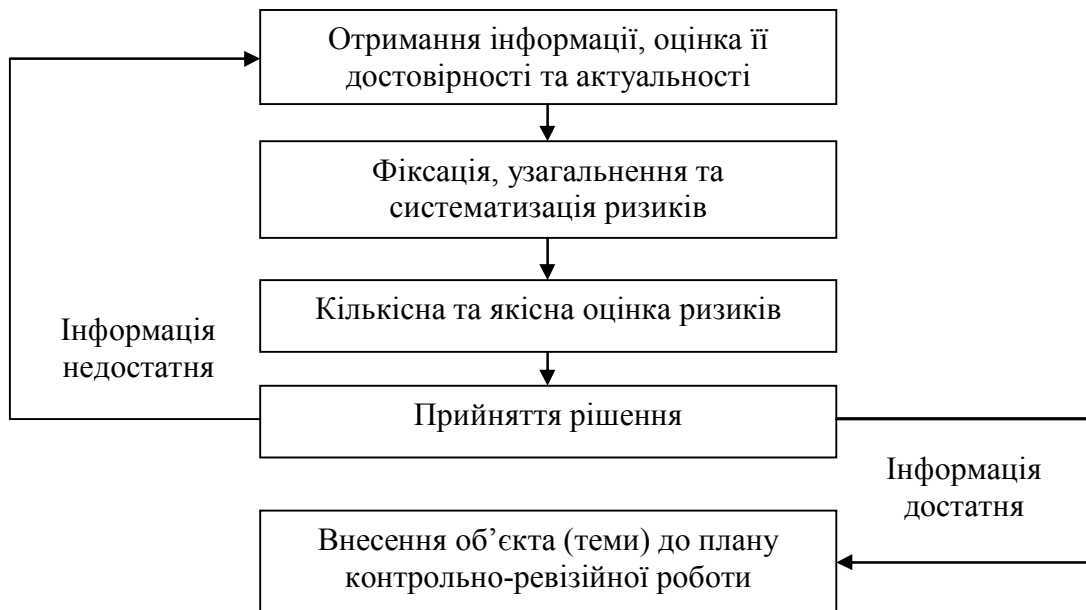 Отримання інформації, оцінка її
достовірності та актуальності
Фіксація, узагальнення та
систематизація ризиків
Кількісна та якісна оцінка ризиків
Інформація
недостатня
Прийняття рішення
Інформація
достатня
Внесення об’єкта (теми) до плану
контрольно-ревізійної роботи